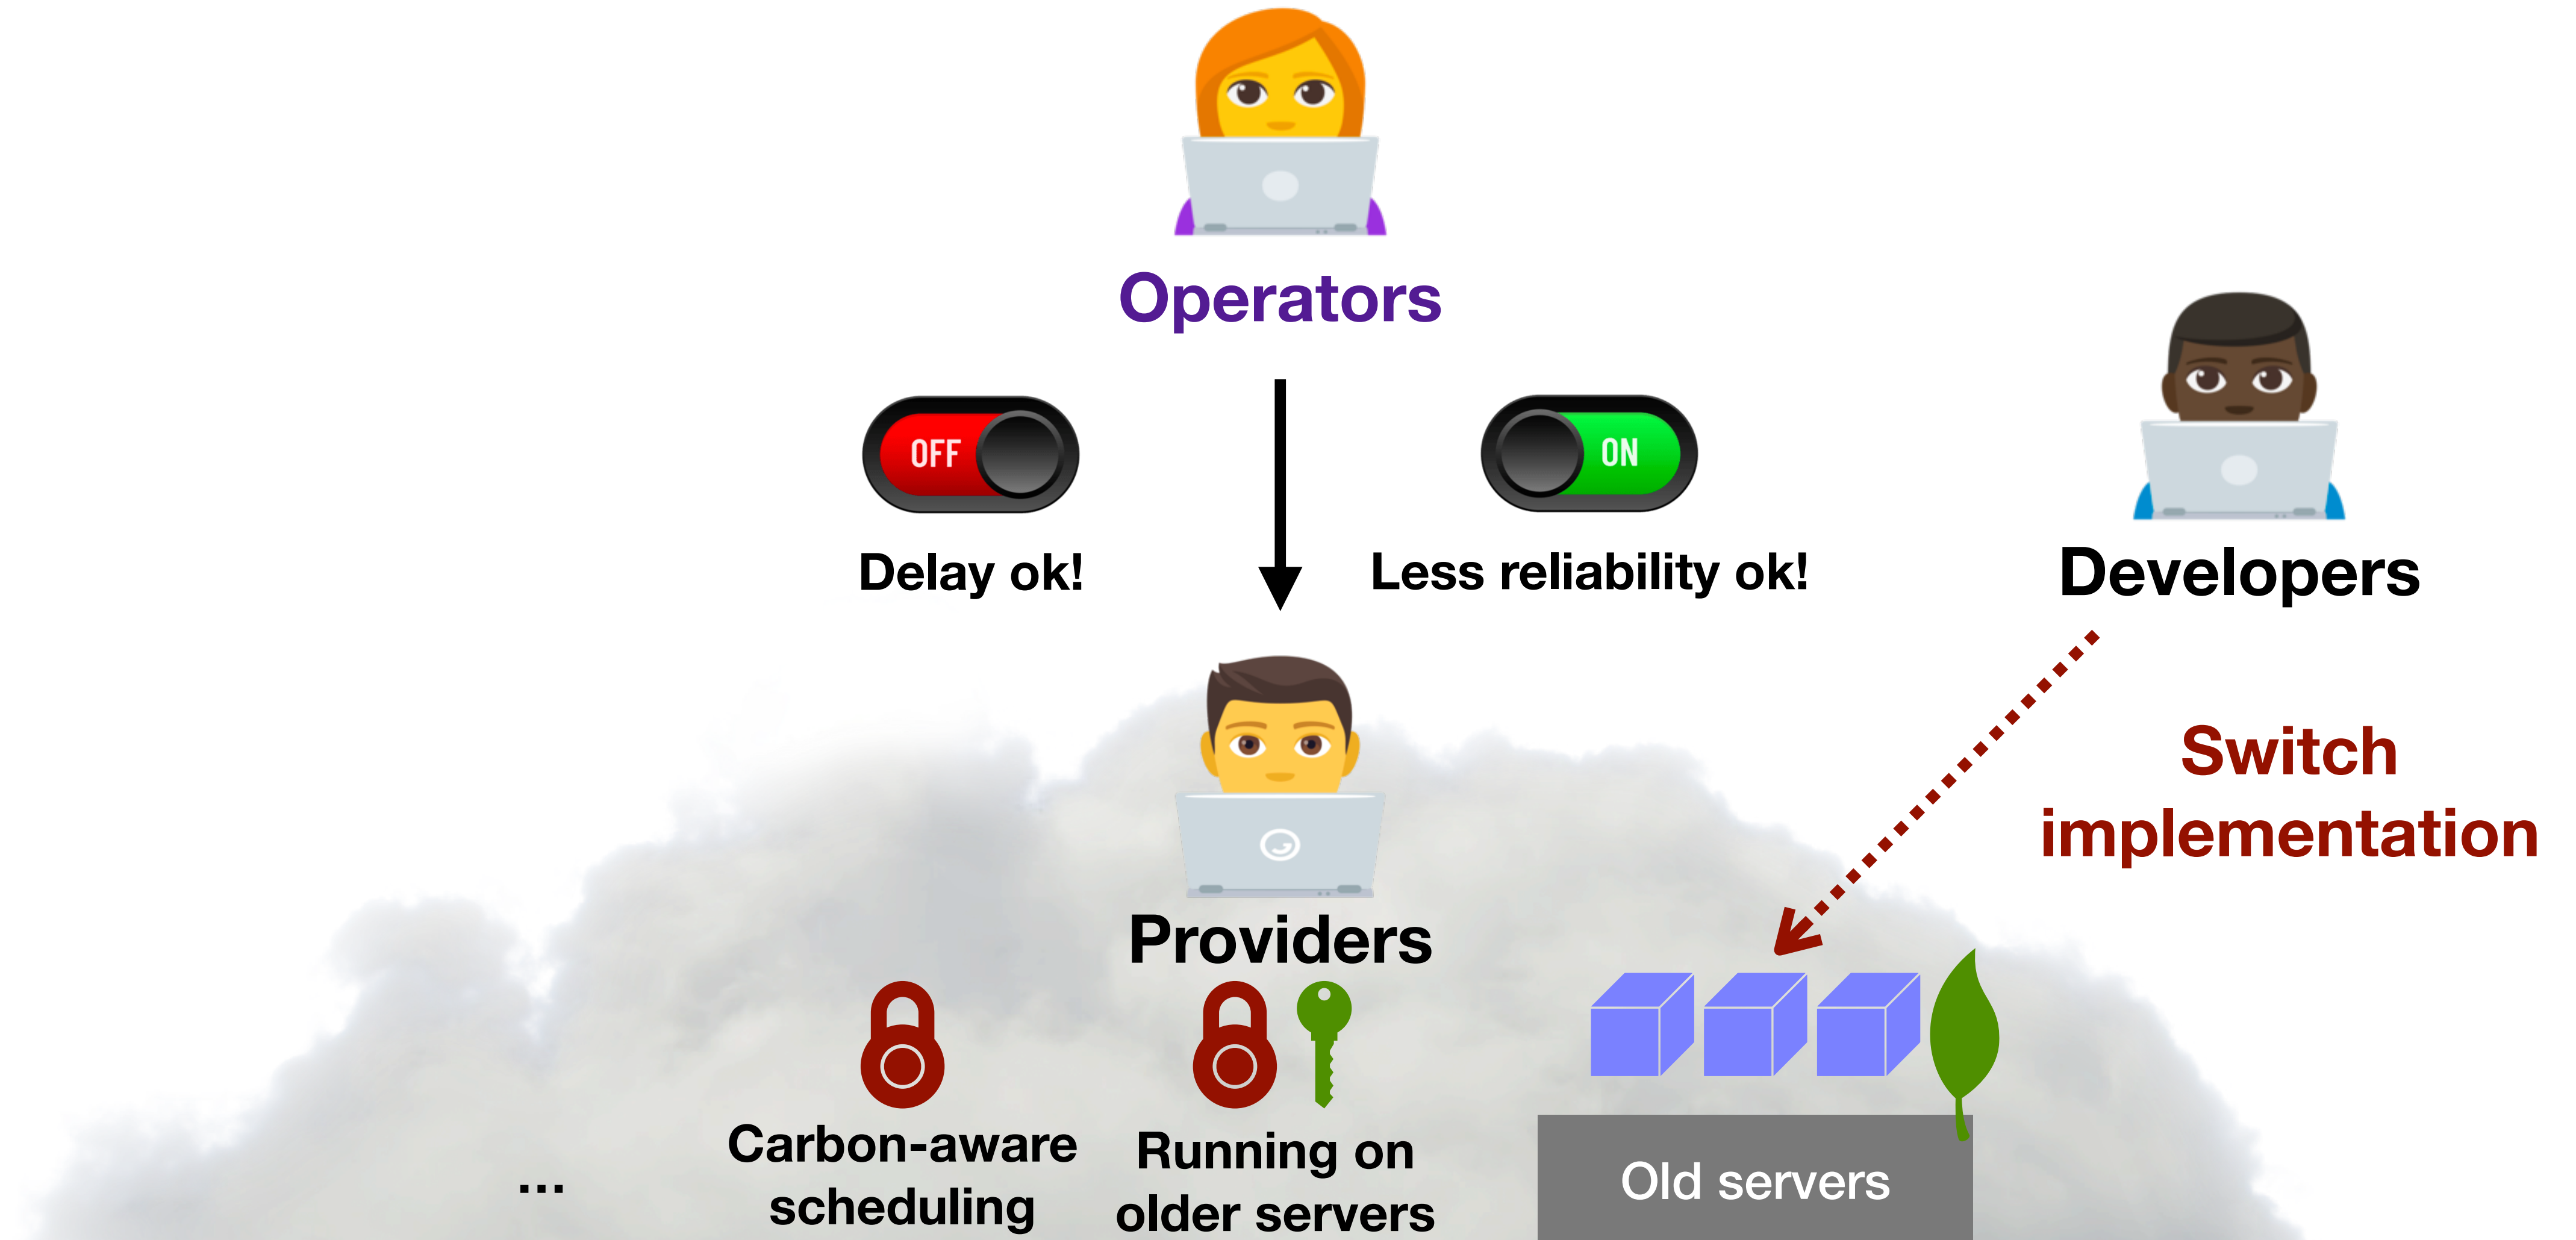 Operators
OFF
ON
Delay ok!
Less reliability ok!
Developers
Switch
implementation
Providers
Carbon-aware
scheduling
Running on
older servers
Old servers
...